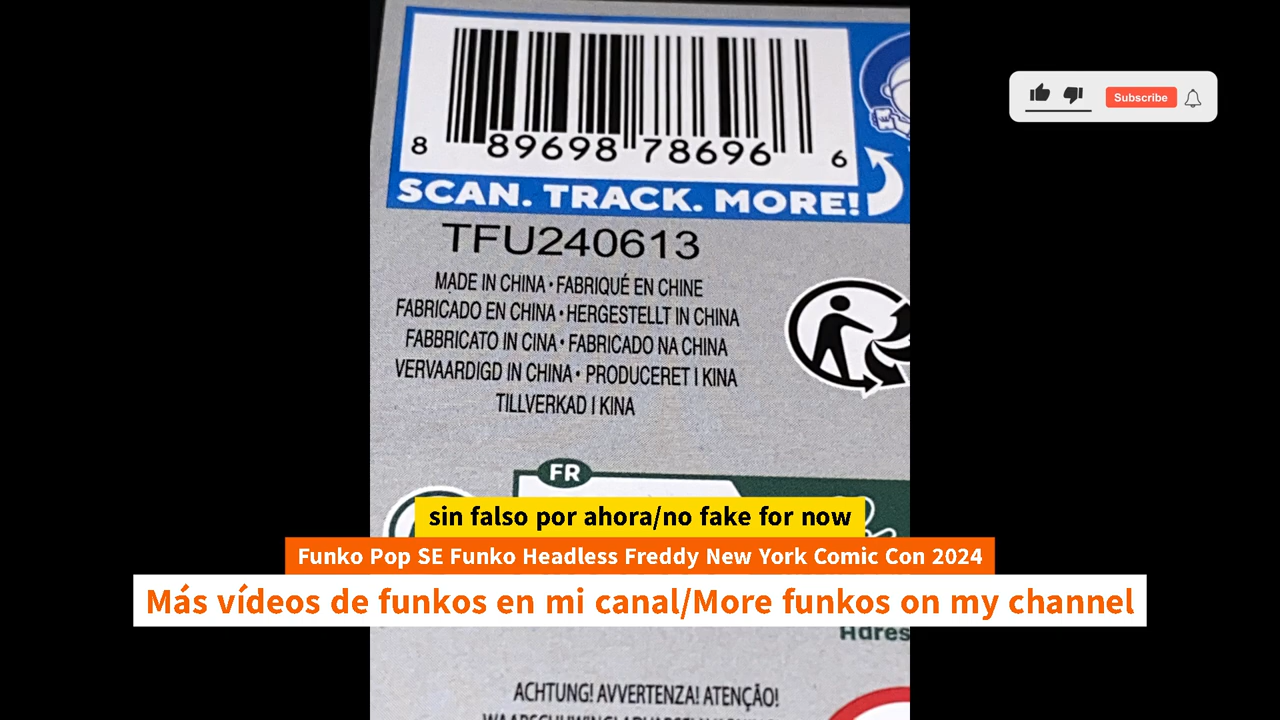 Subscribe
8 89698 78696 6
SCAN. TRACK. MORE!
TFU240613
MADE IN CHINA • FABRIQUÉ EN CHINE
FABRICADO EN CHINA • HERGESTELLT IN CHINA
FABBRICATO IN CINA • FABRICADO NA CHINA
VERVAARDIGD IN CHINA • PRODUCERET I KINA
TILLVERKAD I KINA
FR
sin falso por ahora/no fake for now
Funko Pop SE Funko Headless Freddy New York Comic Con 2024
Más vídeos de funkos en mi canal/More funkos on my channel
ACHTUNG! AVVERTENZA! ATENÇÃO!